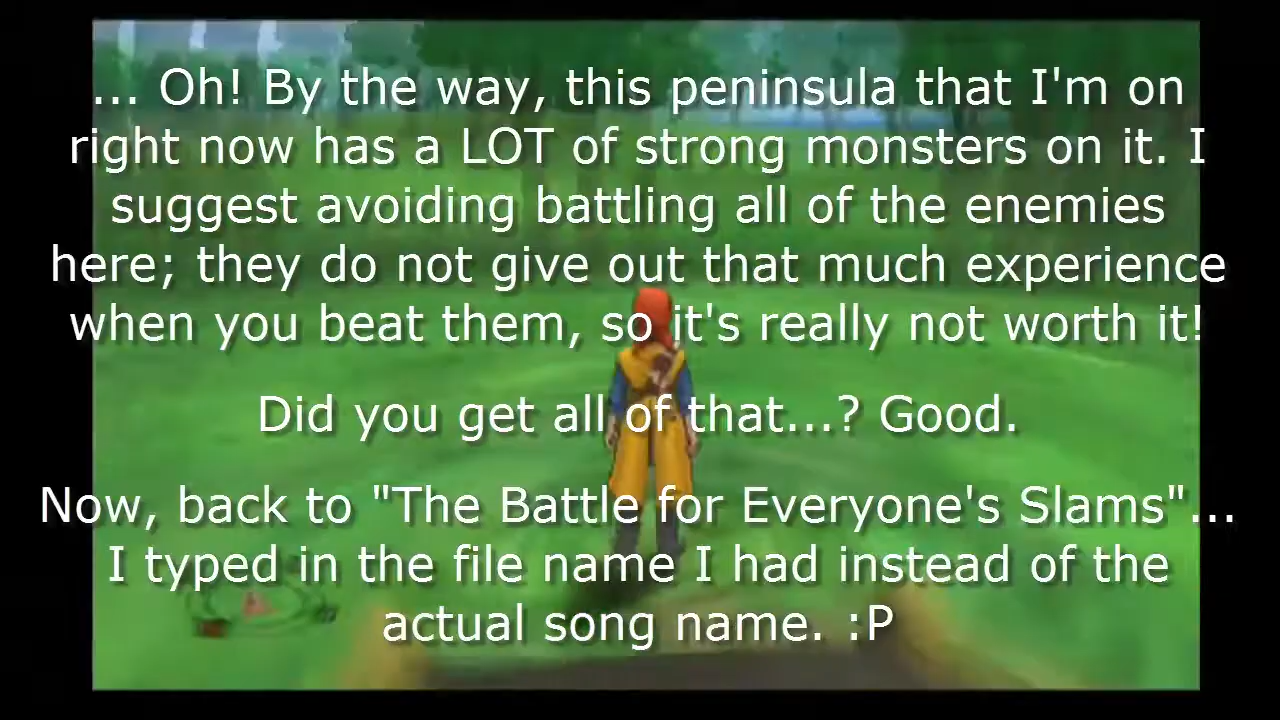 ... Oh! By the way, this peninsula that I'm on
right now has a LOT of strong monsters on it. I
suggest avoiding battling all of the enemies
here; they do not give out that much experience
when you beat them, so it's really not worth it!
Did you get all of that...? Good.
Now, back to "The Battle for Everyone's Slams"...
I typed in the file name I had instead of the
actual song name. :P